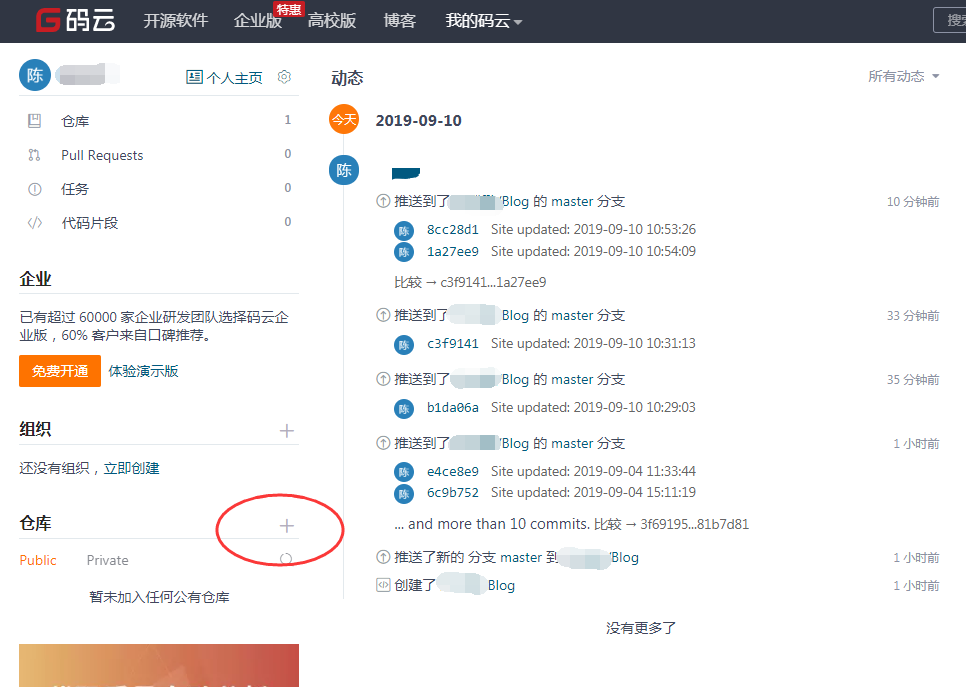 G 码云 开源软件 企业版 特惠 高校版 博客 我的码云
陈 个人主页
仓库 1
Pull Requests 0
任务 0
代码片段 0
企业
已有超过 60000 家企业研发团队选择码云企
业版，60% 客户来自口碑推荐。
免费开通 体验演示版
组织
还没有组织，立即创建
仓库
Public Private
暂未加入任何公有仓库
动态 所有动态
今天 2019-09-10
陈
推送到了 /Blog 的 master 分支 10 分钟前
陈 8cc28d1 Site updated: 2019-09-10 10:53:26
陈 1a27ee9 Site updated: 2019-09-10 10:54:09
比较 → c3f9141...1a27ee9
推送到了 Blog 的 master 分支 33 分钟前
陈 c3f9141 Site updated: 2019-09-10 10:31:13
推送到了 /Blog 的 master 分支 35 分钟前
陈 b1da06a Site updated: 2019-09-10 10:29:03
推送到了 /Blog 的 master 分支 1 小时前
陈 e4ce8e9 Site updated: 2019-09-04 11:33:44
陈 6c9b752 Site updated: 2019-09-04 15:11:19
... and more than 10 commits. 比较 → 3f69195...81b7d81
推送了新的 分支 master 到 /Blog 1 小时前
创建了 Blog 1 小时前
没有更多了